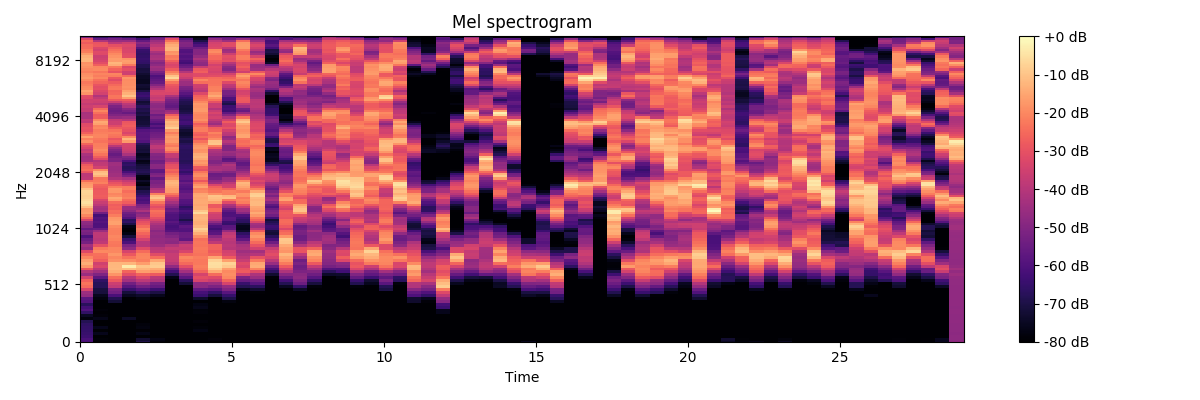 Mel spectrogram
Hz
8192
4096
2048
1024
512
0
0 5 10 15 20 25
Time
+0 dB
-10 dB
-20 dB
-30 dB
-40 dB
-50 dB
-60 dB
-70 dB
-80 dB